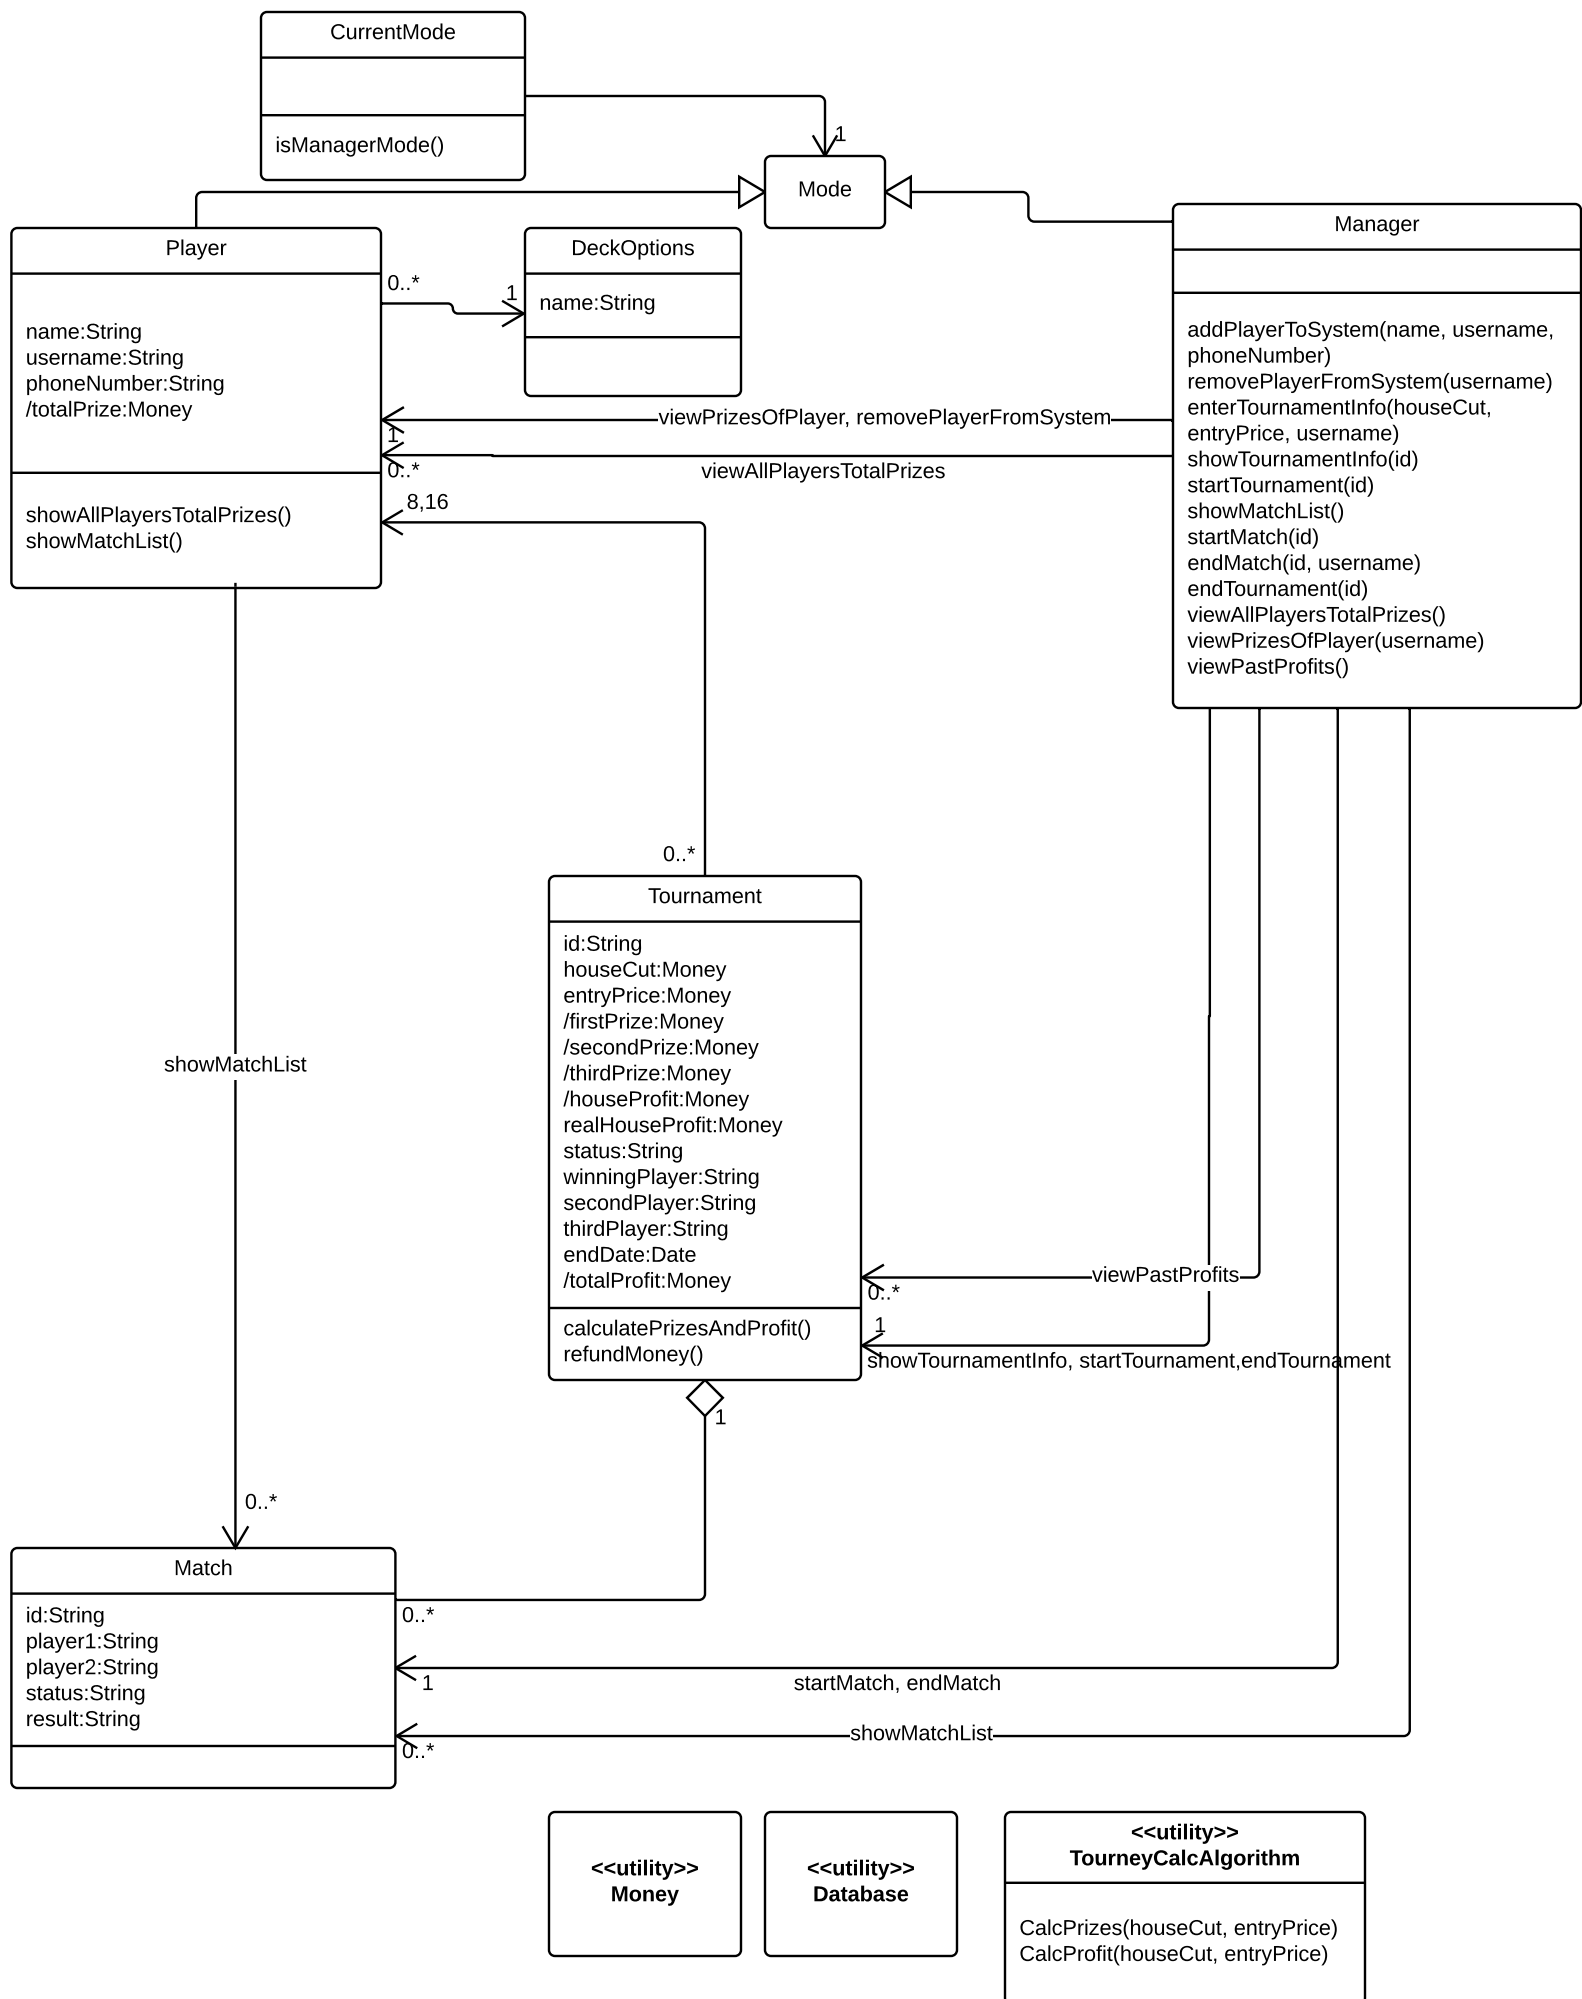 CurrentMode
isManagerMode()
1
Mode
Player
name:String
username:String
phoneNumber:String
/totalPrize:Money
showAllPlayersTotalPrizes()
showMatchList()
0..*
1
DeckOptions
name:String
Manager
addPlayerToSystem(name, username,
phoneNumber)
removePlayerFromSystem(username)
enterTournamentInfo(houseCut,
entryPrice, username)
showTournamentInfo(id)
startTournament(id)
showMatchList()
startMatch(id)
endMatch(id, username)
endTournament(id)
viewAllPlayersTotalPrizes()
viewPrizesOfPlayer(username)
viewPastProfits()
viewPrizesOfPlayer, removePlayerFromSystem
1
0..*
viewAllPlayersTotalPrizes
8,16
0..*
Tournament
id:String
houseCut:Money
entryPrice:Money
/firstPrize:Money
/secondPrize:Money
/thirdPrize:Money
/houseProfit:Money
realHouseProfit:Money
status:String
winningPlayer:String
secondPlayer:String
thirdPlayer:String
endDate:Date
/totalProfit:Money
calculatePrizesAndProfit()
refundMoney()
showMatchList
viewPastProfits
0..*
1
showTournamentInfo, startTournament,endTournament
1
0..*
Match
id:String
player1:String
player2:String
status:String
result:String
0..*
1
startMatch, endMatch
showMatchList
0..*
<<utility>>
Money
<<utility>>
Database
<<utility>>
TourneyCalcAlgorithm
CalcPrizes(houseCut, entryPrice)
CalcProfit(houseCut, entryPrice)